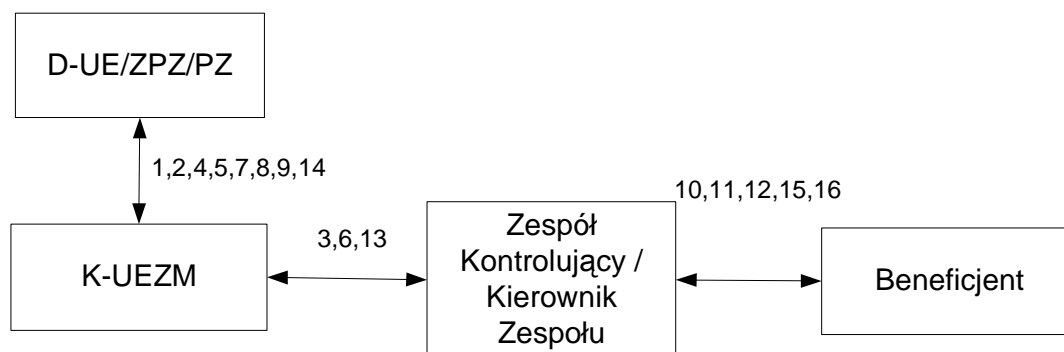 D-UE/ZPZ/PZ
1,2,4,5,7,8,9,14
10,11,12,15,16
K-UEZM
3,6,13
Zespół
Kontrolujący /
Kierownik
Zespołu
Beneficjent